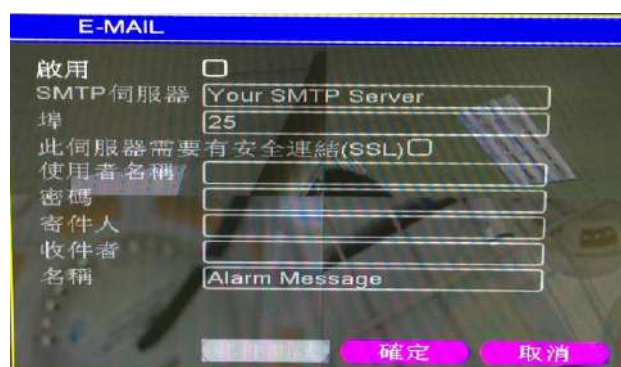 E-MAIL
啟用
SMTP伺服器 Your SMTP Server
埠 25
此伺服器需要有安全連結(SSL)
使用者名稱
密碼
寄件人
收件者
名稱 Alarm Message
確定 取消